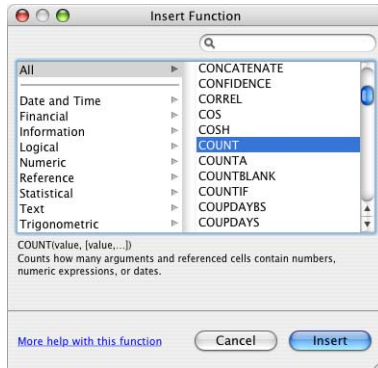 Insert Function
All
Date and Time
Financial
Information
Logical
Numeric
Reference
Statistical
Text
Trigonometric
CONCATENATE
CONFIDENCE
CORREL
COS
COSH
COUNT
COUNTA
COUNTBLANK
COUNTIF
COUPDAYBS
COUPDAYS
COUNT(value, [value,...])
Counts how many arguments and referenced cells contain numbers,
numeric expressions, or dates.
More help with this function
Cancel
Insert